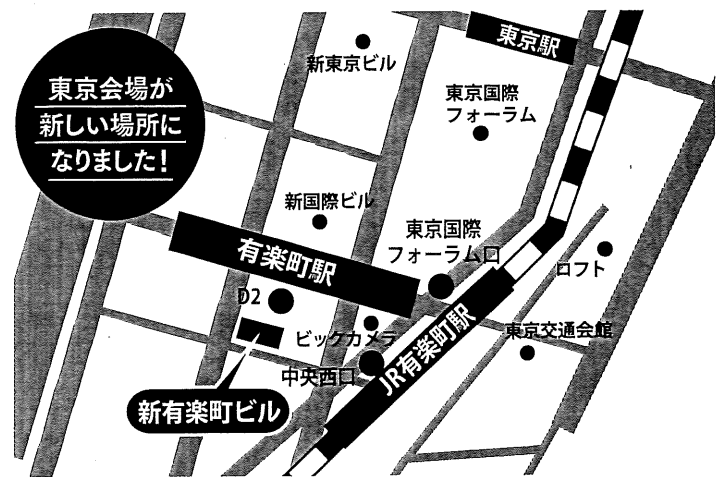 東京会場が
新しい場所に
なりました!
新東京ビル
東京駅
東京国際
フォーラム
新国際ビル
東京国際
フォーラム口
有楽町駅
ロフト
D2
ビックカメラ
JR有楽町駅
東京交通会館
中央西口
新有楽町ビル